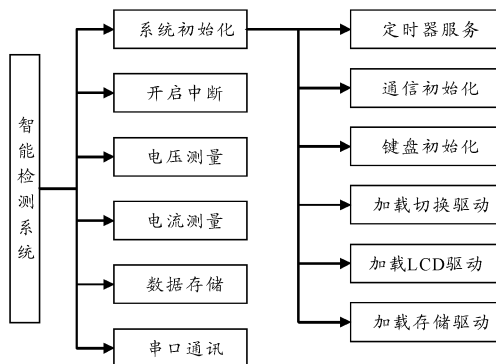 智能检测系统
系统初始化
开启中断
电压测量
电流测量
数据存储
串口通讯
定时器服务
通信初始化
键盘初始化
加载切换驱动
加载LCD驱动
加载存储驱动